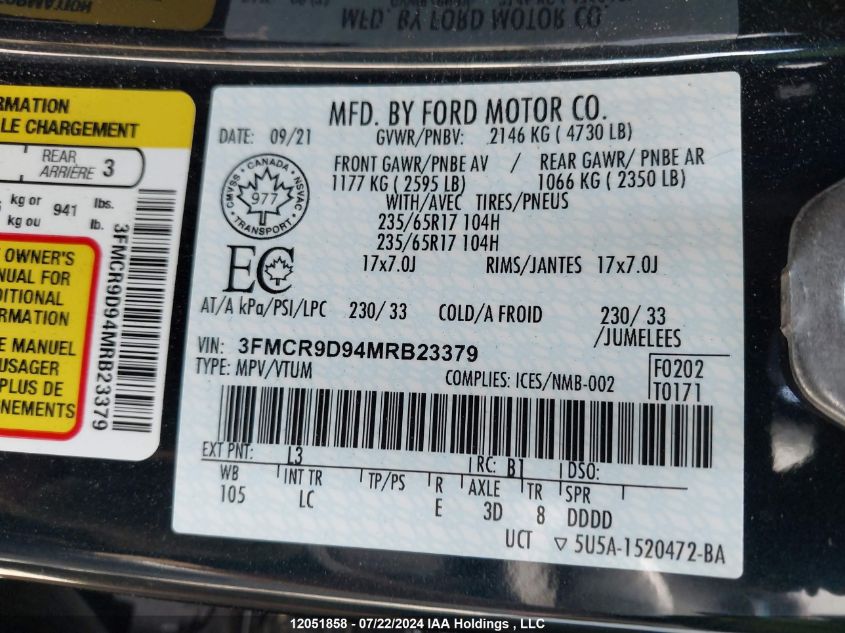 MFD. BY FORD MOTOR CO.
RMATION
LE CHARGEMENT
REAR
ARRIÈRE 3
kg or 941 lbs.
kg ou lb.
3FMCR9D94MRB23379
OWNER'S
NUAL FOR
DITIONAL
RMATION
E MANUEL
USAGER
PLUS DE
GNEMENTS
MFD. BY FORD MOTOR CO.
DATE: 09/21 GVWR/PNBV: 2146 KG ( 4730 LB)
FRONT GAWR/PNBE AV / REAR GAWR/ PNBE AR
1177 KG ( 2595 LB) 1066 KG ( 2350 LB)
WITH/AVEC TIRES/PNEUS
235/65R17 104H
235/65R17 104H
17x7.0J RIMS/JANTES 17x7.0J
CANADA
CMVSS 977 NSVAC
TRANSPORT
EC
AT/A kPa/PSI/LPC 230/ 33 COLD/A FROID 230/ 33
/JUMELEES
VIN: 3FMCR9D94MRB23379
TYPE: MPV/VTUM COMPLIES: ICES/NMB-002
F0202
T0171
EXT PNT: L3 RC: B1 DSO:
WB INT TR TP/PS R AXLE TR SPR
105 LC E 3D 8 DDDD
UCT ▽ 5U5A-1520472-BA
12051858 - 07/22/2024 IAA Holdings , LLC